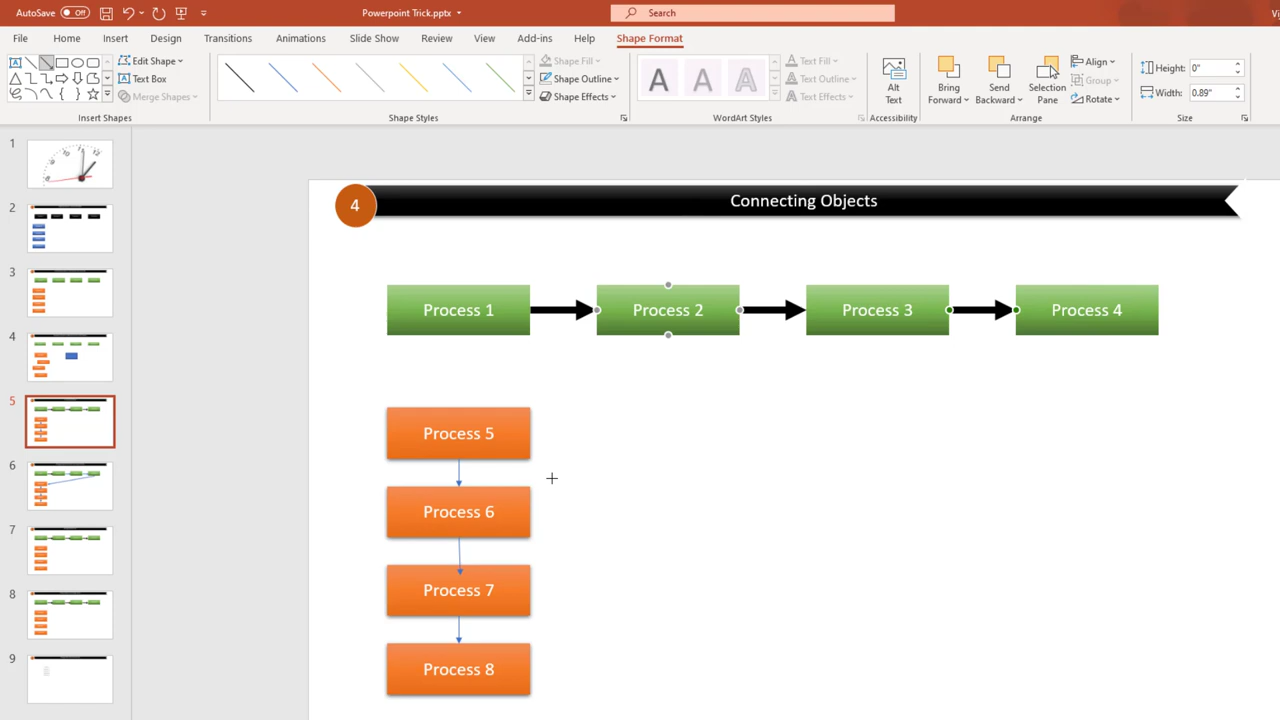 AutoSave Off Powerpoint Trick.pptx Search
File Home Insert Design Transitions Animations Slide Show Review View Add-ins Help Shape Format
Edit Shape
Text Box
Merge Shapes
Insert Shapes
Shape Styles
Shape Fill
Shape Outline
Shape Effects
A A A
WordArt Styles
Text Fill
Text Outline
Text Effects
Alt
Text
Accessibility
Bring
Forward
Send
Backward
Selection
Pane
Align
Group
Rotate
Arrange
Height: 0"
Width: 0.89"
Size
1
2
3
4
5
6
7
8
9
4 Connecting Objects
Process 1 Process 2 Process 3 Process 4
Process 5
Process 6
Process 7
Process 8